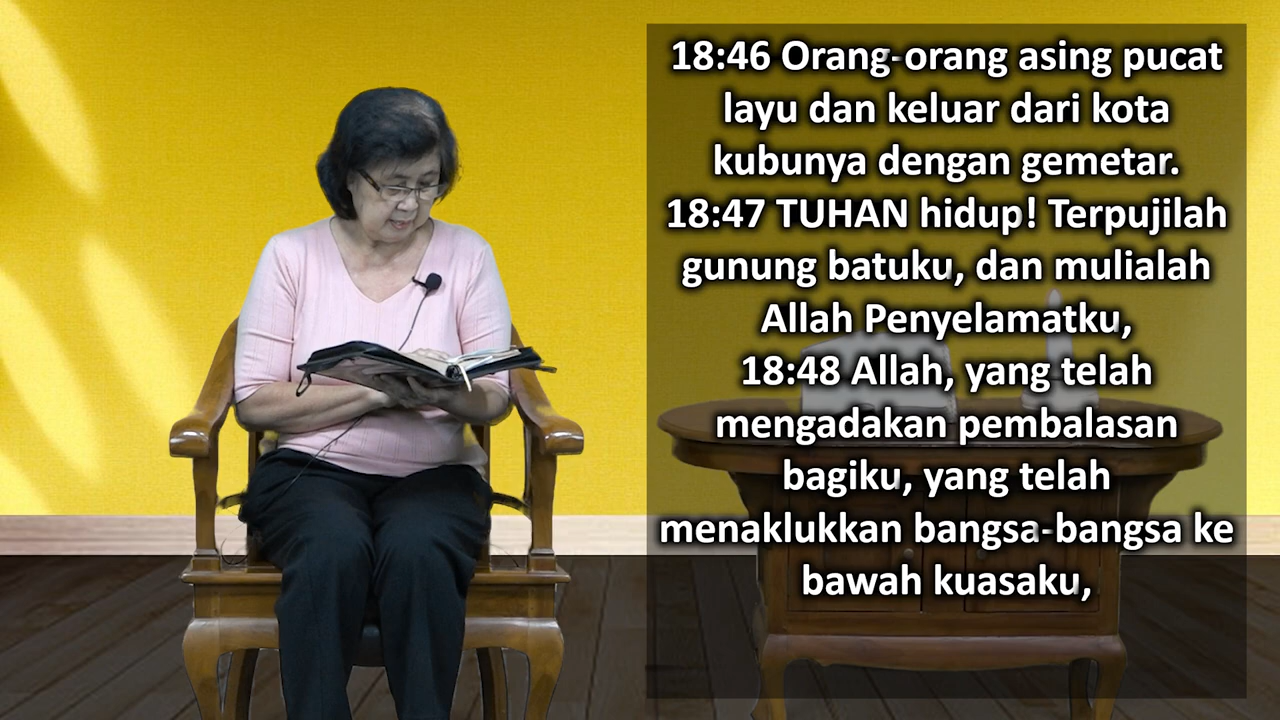 18:46 Orang-orang asing pucat
layu dan keluar dari kota
kubunya dengan gemetar.
18:47 TUHAN hidup! Terpujilah
gunung batuku, dan mulialah
Allah Penyelamatku,
18:48 Allah, yang telah
mengadakan pembalasan
bagiku, yang telah
menaklukkan bangsa-bangsa ke
bawah kuasaku,